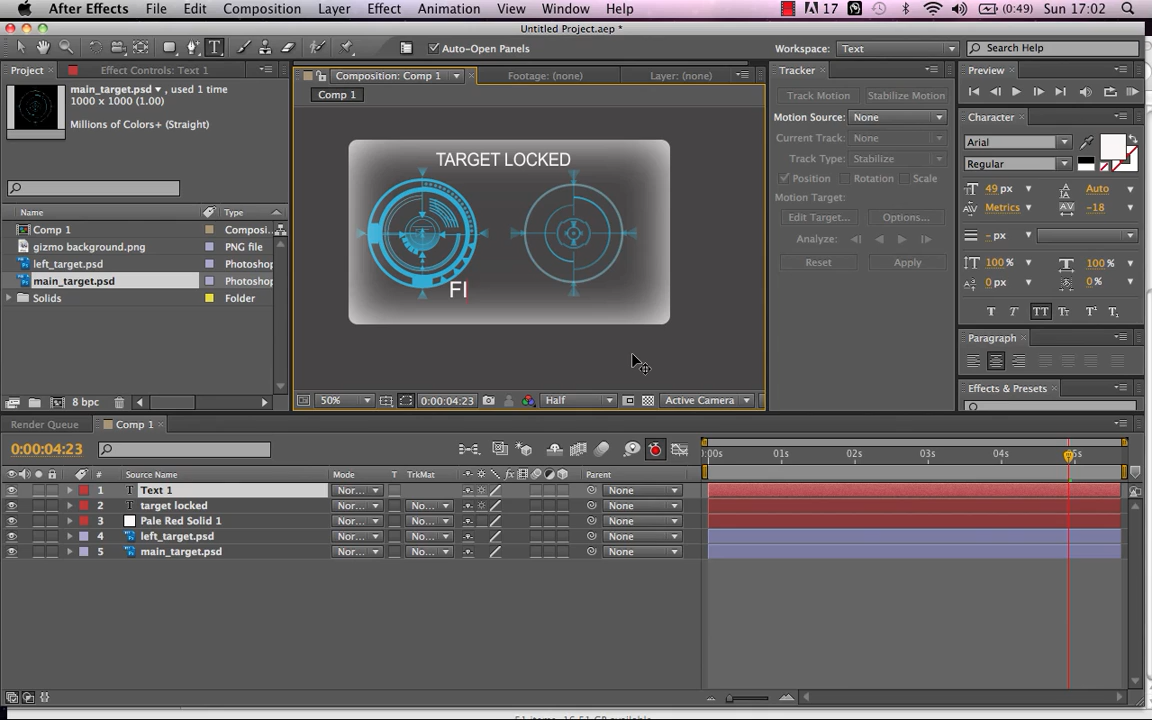 After Effects File Edit Composition Layer Effect Animation View Window Help 17 (0:49) Sun 17:02
Untitled Project.aep *
Auto-Open Panels Workspace: Text Search Help
Project Effect Controls: Text 1 Composition: Comp 1 Footage: (none) Layer: (none) Tracker Preview
main_target.psd , used 1 time
1000 x 1000 (1.00)
Millions of Colors+ (Straight)
Comp 1
Track Motion Stabilize Motion
Motion Source: None
Current Track: None
Track Type: Stabilize
Position Rotation Scale
Motion Target:
Edit Target... Options...
Analyze:
Reset Apply
Character
Arial
Regular
49 px Auto
Metrics -18
- px
100% 100%
0 px 0%
T T TT Tt T¹ T₁
Paragraph
Effects & Presets
TARGET LOCKED
FI
Name Type
Comp 1 Composi...
gizmo background.png PNG file
left_target.psd Photoshop
main_target.psd Photoshop
Solids Folder
8 bpc
50% 0:00:04:23 Half Active Camera
Render Queue Comp 1
0:00:04:23
:00s 01s 02s 03s 04s 05s
# Source Name Mode T TrkMat fx Parent
1 T Text 1 Nor... None
2 T target locked Nor... No... None
3 Pale Red Solid 1 Nor... No... None
4 left_target.psd Nor... No... None
5 main_target.psd Nor... No... None